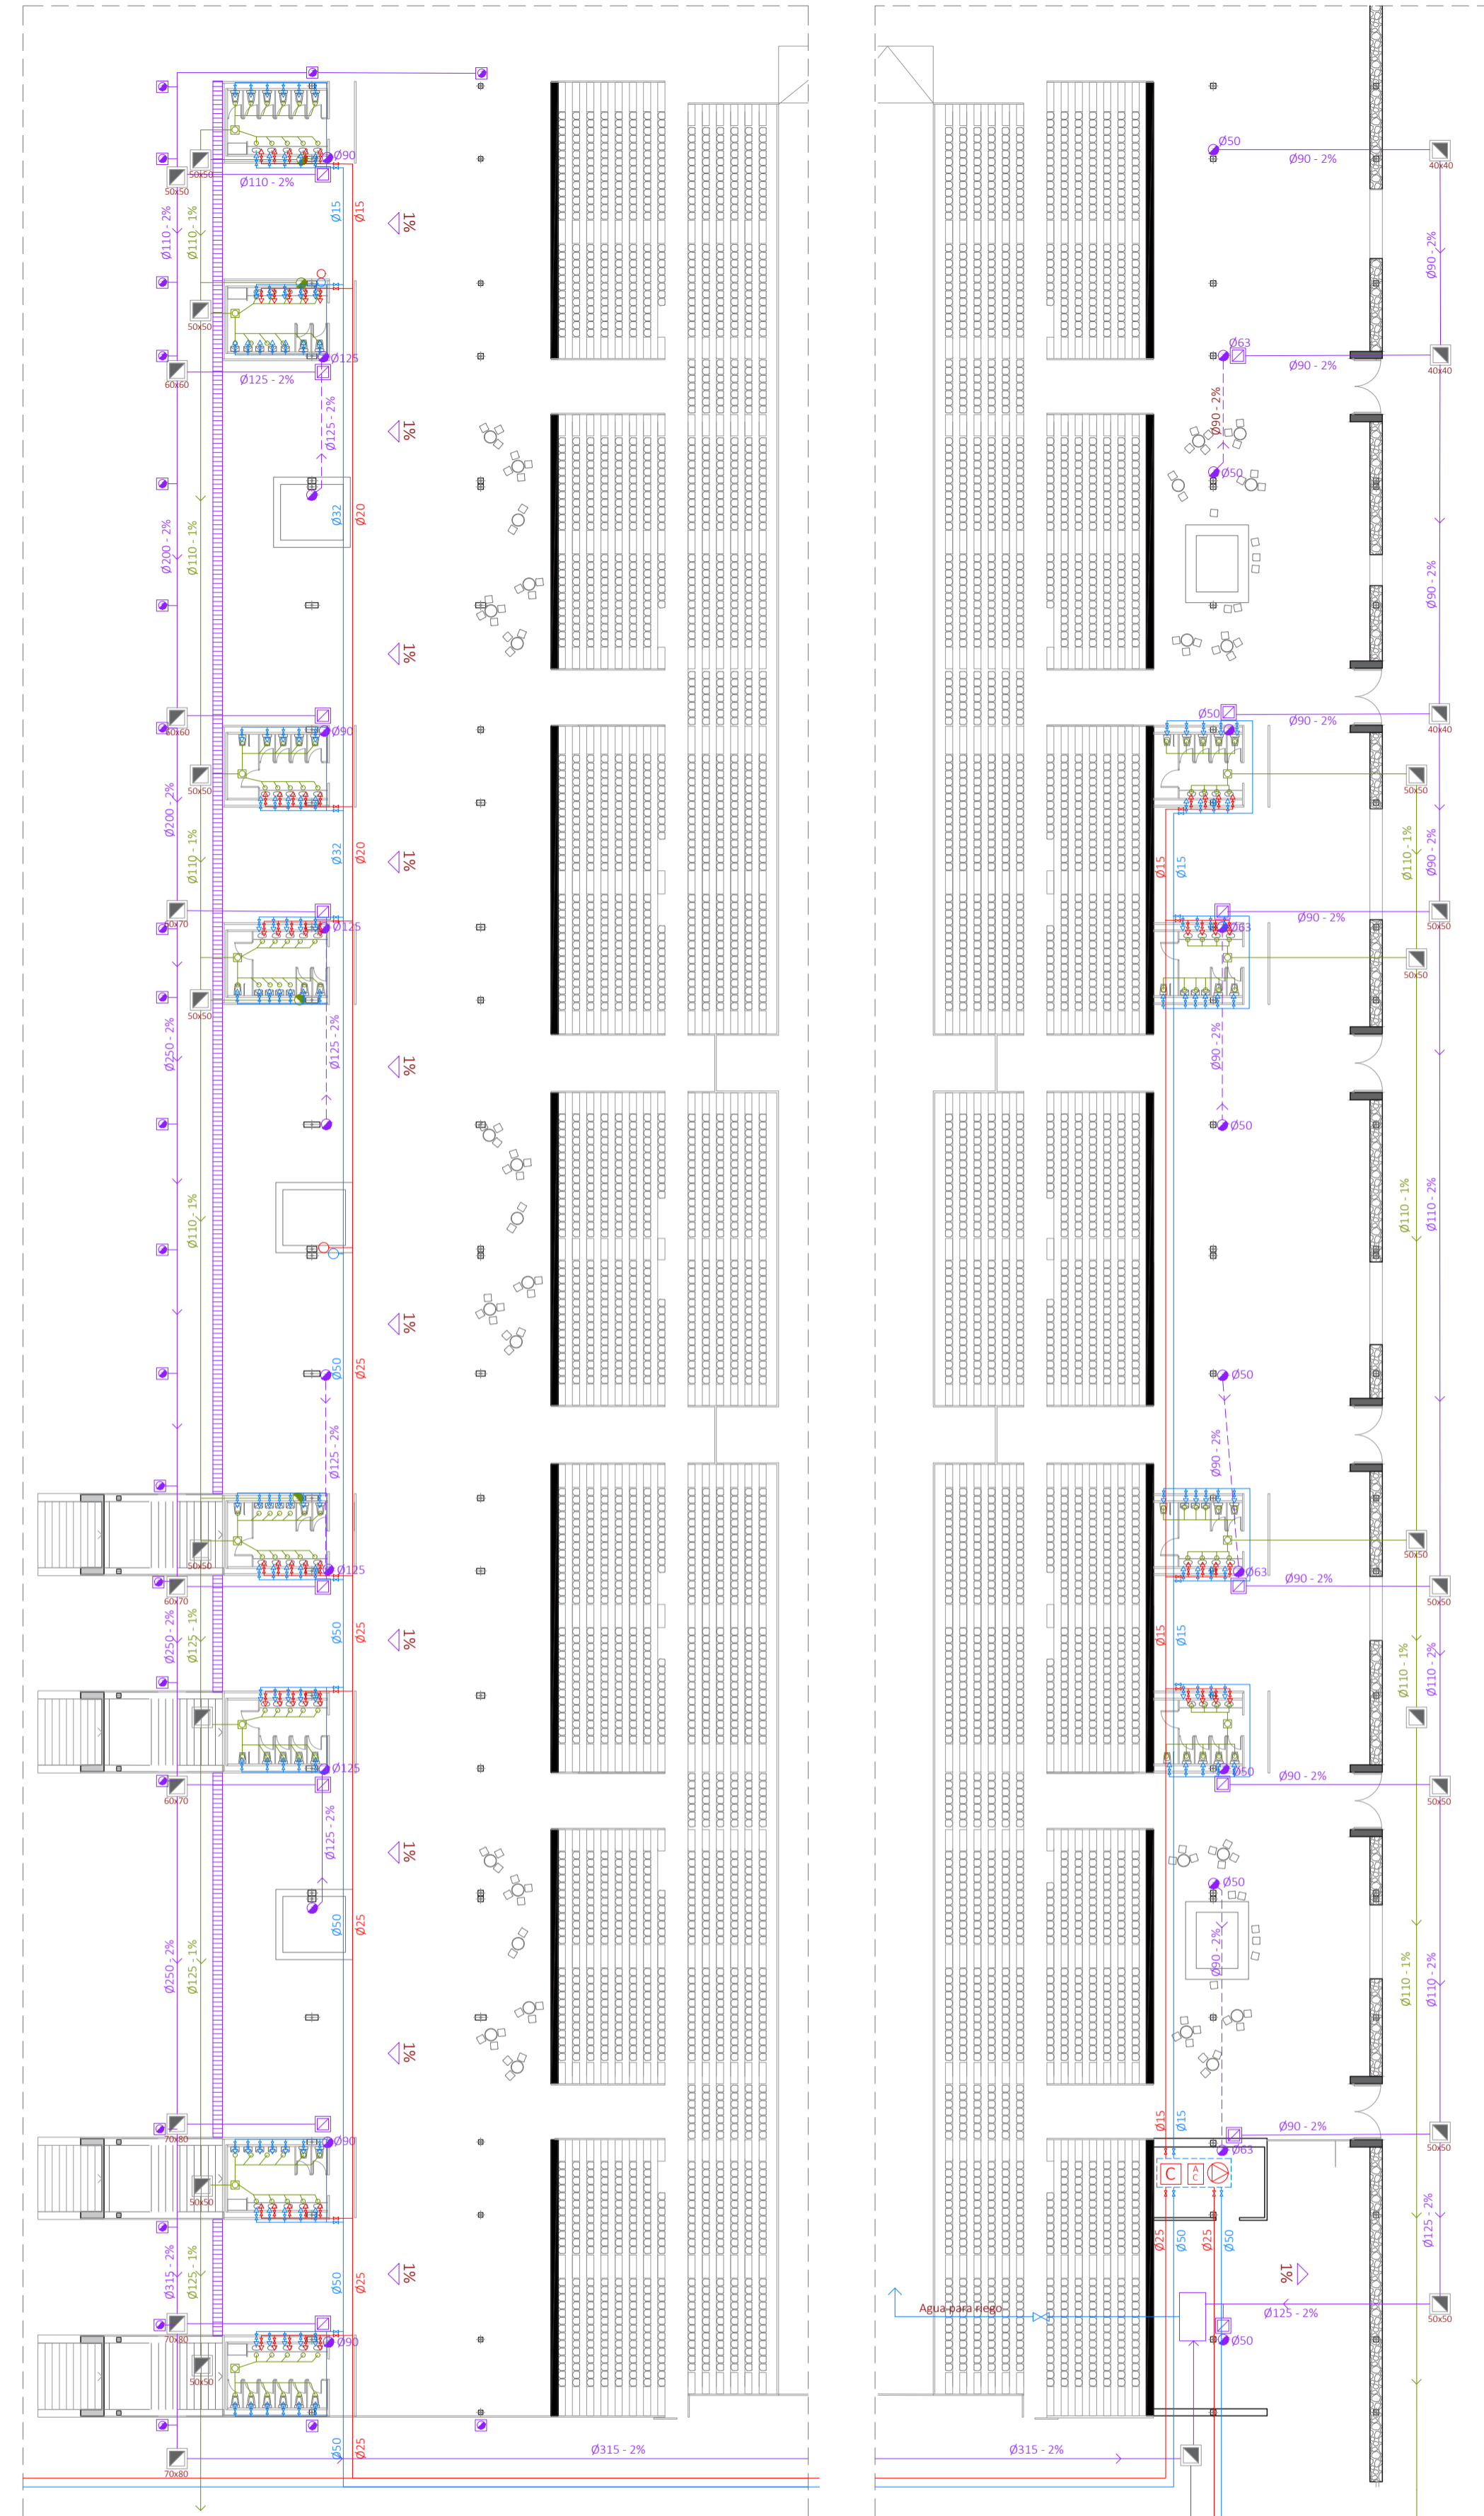 Ø90
50x50
50x50
Ø110 - 2%
Ø110 - 2%
Ø110 - 1%
Ø15
Ø15
1%
50x50
Ø125
60x60
Ø125 - 2%
Ø125 - 2%
1%
Ø200 - 2%
Ø110 - 1%
Ø32
Ø20
1%
60x60
Ø90
50x50
Ø200 - 2%
Ø110 - 1%
Ø32
Ø20
1%
60x70
Ø125
50x50
Ø250 - 2%
Ø125 - 2%
1%
Ø110 - 1%
1%
Ø50
Ø25
Ø125 - 2%
50x50
Ø125
60x70
Ø250 - 2%
Ø125 - 1%
Ø50
Ø25
1%
Ø125
60x70
Ø125 - 2%
1%
Ø50
Ø25
Ø250 - 2%
Ø125 - 1%
1%
70x80
Ø90
50x50
Ø315 - 2%
Ø125 - 1%
Ø50
Ø25
1%
70x80
Ø90
50x50
Ø50
Ø25
Ø315 - 2%
70x80
Ø50
Ø90 - 2%
40x40
Ø90 - 2%
Ø63
Ø90 - 2%
40x40
Ø90 - 2%
Ø50
Ø90 - 2%
Ø50
Ø90 - 2%
40x40
50x50
Ø15
Ø15
Ø110 - 1%
Ø90 - 2%
Ø90 - 2%
50x50
Ø63
50x50
Ø90 - 2%
Ø50
Ø110 - 1%
Ø110 - 2%
Ø50
Ø90 - 2%
50x50
Ø63
Ø90 - 2%
50x50
Ø15
Ø15
Ø110 - 1%
Ø110 - 2%
Ø50
Ø90 - 2%
50x50
Ø50
Ø90 - 2%
Ø110 - 1%
Ø110 - 2%
Ø15
Ø15
Ø90 - 2%
50x50
Ø63
C
A
C
Ø25
Ø50
Ø25
Ø50
Ø125 - 2%
1%
Agua para riego
Ø125 - 2%
50x50
Ø50
Ø315 - 2%